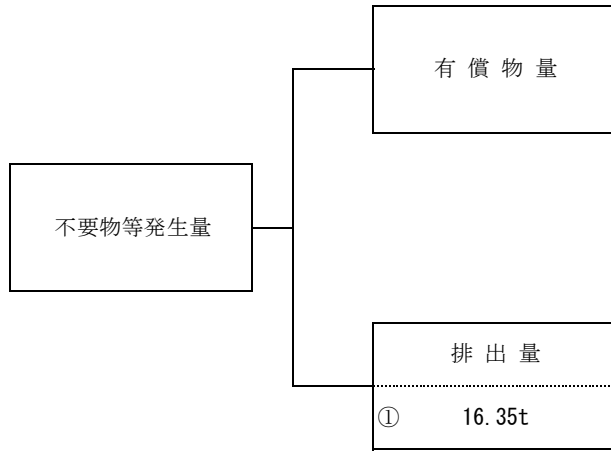 有 償 物 量
不要物等発生量
排 出 量
① 16.35t